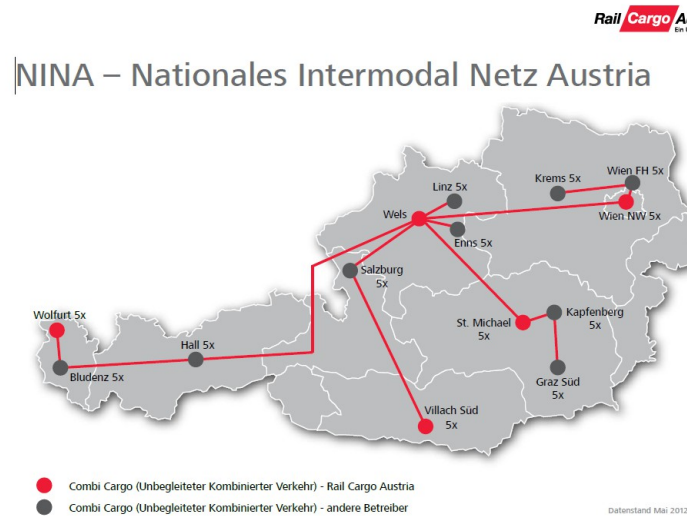 Rail Cargo Au
Ein U
NINA – Nationales Intermodal Netz Austria
Wien FH 5x
Krems 5x
Linz 5x
Wels
Wien NW 5x
Enns 5x
Salzburg
5x
Wolfurt 5x
Kapfenberg
5x
St. Michael
5x
Hall 5x
Bludenz 5x
Graz Süd
5x
Villach Süd
5x
Combi Cargo (Unbegleiteter Kombinierter Verkehr) - Rail Cargo Austria
Combi Cargo (Unbegleiteter Kombinierter Verkehr) - andere Betreiber
Datenstand Mai 2012